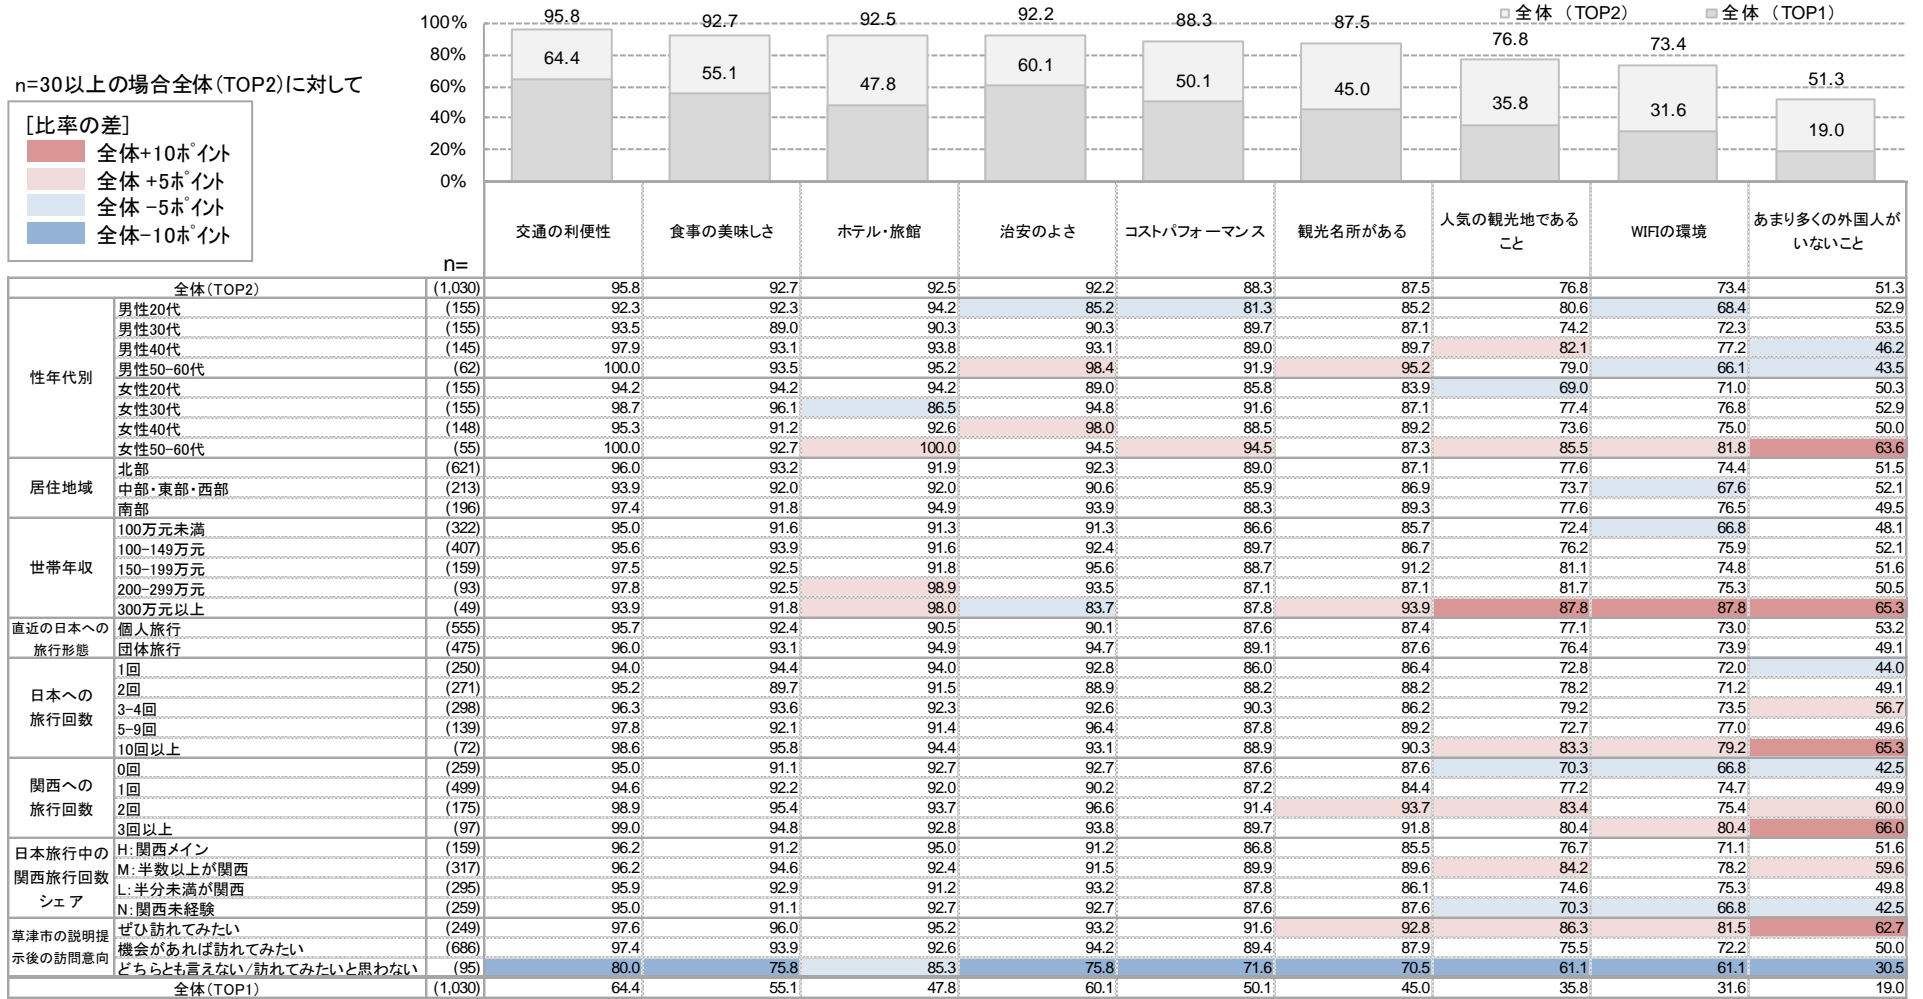 全体 (TOP2) 全体 (TOP1)
95.8 92.7 92.5 92.2 88.3 87.5 76.8 73.4 51.3
64.4 55.1 47.8 60.1 50.1 45.0 35.8 31.6 19.0
100%
80%
60%
40%
20%
0%
n=30以上の場合全体(TOP2)に対して
[比率の差]
全体+10ﾎﾟｲﾝﾄ
全体 +5ﾎﾟｲﾝﾄ
全体 -5ﾎﾟｲﾝﾄ
全体-10ﾎﾟｲﾝﾄ
n= 交通の利便性 食事の美味しさ ホテル・旅館 治安のよさ コストパフォーマンス 観光名所がある 人気の観光地であること WIFIの環境 あまり多くの外国人がいないこと
全体(TOP2) (1,030) 95.8 92.7 92.5 92.2 88.3 87.5 76.8 73.4 51.3
性年代別
男性20代 (155) 92.3 92.3 94.2 85.2 81.3 85.2 80.6 68.4 52.9
男性30代 (155) 93.5 89.0 90.3 90.3 89.7 87.1 74.2 72.3 53.5
男性40代 (145) 97.9 93.1 93.8 93.1 89.0 89.7 82.1 77.2 46.2
男性50-60代 (62) 100.0 93.5 95.2 98.4 91.9 95.2 79.0 66.1 43.5
女性20代 (155) 94.2 94.2 94.2 89.0 85.8 83.9 69.0 71.0 50.3
女性30代 (155) 98.7 96.1 86.5 94.8 91.6 87.1 77.4 76.8 52.9
女性40代 (148) 95.3 91.2 92.6 98.0 88.5 89.2 73.6 75.0 50.0
女性50-60代 (55) 100.0 92.7 100.0 94.5 94.5 87.3 85.5 81.8 63.6
居住地域
北部 (621) 96.0 93.2 91.9 92.3 89.0 87.1 77.6 74.4 51.5
中部・東部・西部 (213) 93.9 92.0 92.0 90.6 85.9 86.9 73.7 67.6 52.1
南部 (196) 97.4 91.8 94.9 93.9 88.3 89.3 77.6 76.5 49.5
世帯年収
100万元未満 (322) 95.0 91.6 91.3 91.3 86.6 85.7 72.4 66.8 48.1
100-149万元 (407) 95.6 93.9 91.6 92.4 89.7 86.7 76.2 75.9 52.1
150-199万元 (159) 97.5 92.5 91.8 95.6 88.7 91.2 81.1 74.8 51.6
200-299万元 (93) 97.8 92.5 98.9 93.5 87.1 87.1 81.7 75.3 50.5
300万元以上 (49) 93.9 91.8 98.0 83.7 87.8 93.9 87.8 87.8 65.3
直近の日本への
旅行形態
個人旅行 (555) 95.7 92.4 90.5 90.1 87.6 87.4 77.1 73.0 53.2
団体旅行 (475) 96.0 93.1 94.9 94.7 89.1 87.6 76.4 73.9 49.1
日本への
旅行回数
1回 (250) 94.0 94.4 94.0 92.8 86.0 86.4 72.8 72.0 44.0
2回 (271) 95.2 89.7 91.5 88.9 88.2 88.2 78.2 71.2 49.1
3-4回 (298) 96.3 93.6 92.3 92.6 90.3 86.2 79.2 73.5 56.7
5-9回 (139) 97.8 92.1 91.4 96.4 87.8 89.2 72.7 77.0 49.6
10回以上 (72) 98.6 95.8 94.4 93.1 88.9 90.3 83.3 79.2 65.3
関西への
旅行回数
0回 (259) 95.0 91.1 92.7 92.7 87.6 87.6 70.3 66.8 42.5
1回 (499) 94.6 92.2 92.0 90.2 87.2 84.4 77.2 74.7 49.9
2回 (175) 98.9 95.4 93.7 96.6 91.4 93.7 83.4 75.4 60.0
3回以上 (97) 99.0 94.8 92.8 93.8 89.7 91.8 80.4 80.4 66.0
日本旅行中の
関西旅行回数
シェア
H:関西メイン (159) 96.2 91.2 95.0 91.2 86.8 85.5 76.7 71.1 51.6
M:半数以上が関西 (317) 96.2 94.6 92.4 91.5 89.9 89.6 84.2 78.2 59.6
L:半分未満が関西 (295) 95.9 92.9 91.2 93.2 87.8 86.1 74.6 75.3 49.8
N:関西未経験 (259) 95.0 91.1 92.7 92.7 87.6 87.6 70.3 66.8 42.5
草津市の説明提
示後の訪問意向
ぜひ訪れてみたい (249) 97.6 96.0 95.2 93.2 91.6 92.8 86.3 81.5 62.7
機会があれば訪れてみたい (686) 97.4 93.9 92.6 94.2 89.4 87.9 75.5 72.2 50.0
どちらとも言えない/訪れてみたいと思わない (95) 80.0 75.8 85.3 75.8 71.6 70.5 61.1 61.1 30.5
全体(TOP1) (1,030) 64.4 55.1 47.8 60.1 50.1 45.0 35.8 31.6 19.0